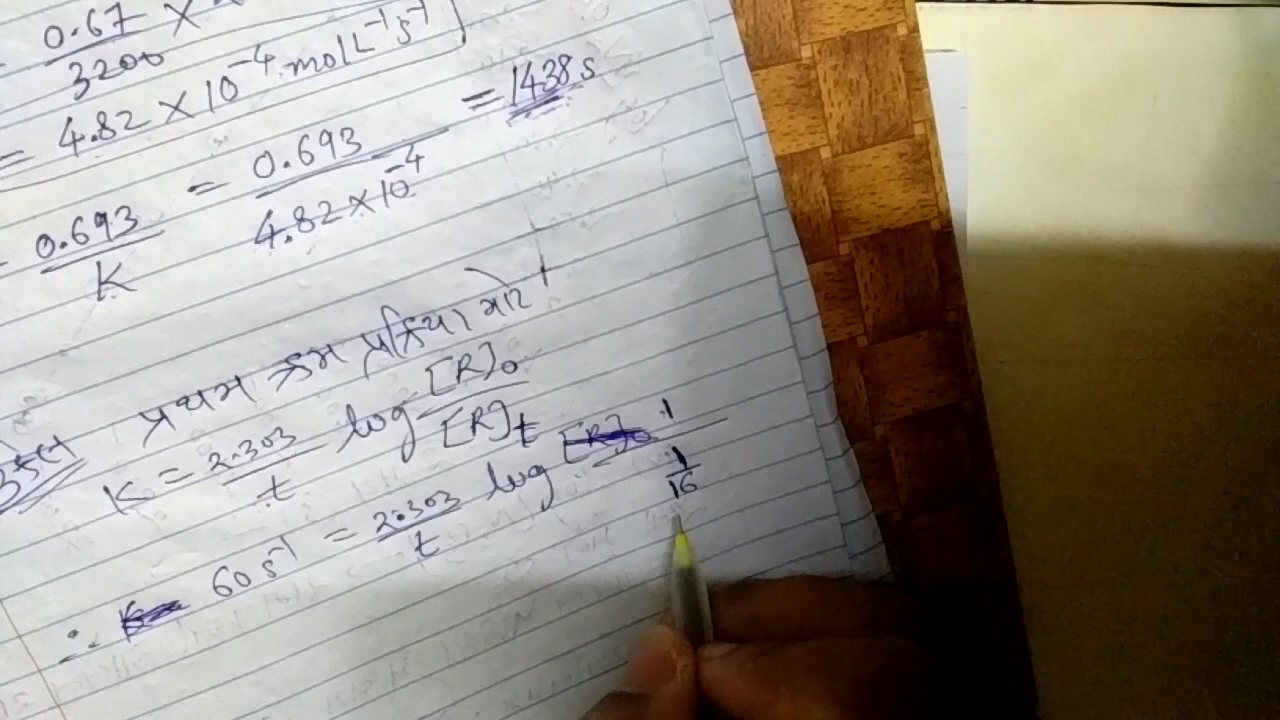 0.67 / 3200 ×
= 4.82 × 10⁻⁴ mol L⁻¹ s⁻¹
0.693 / K = 0.693 / 4.82 × 10⁻⁴ = 1438 s
प्रथम क्रम
K = 2.303 / t log [R]₀ / [R]t
∴ 60 s⁻¹ = 2.303 / t log 1 / 1/16